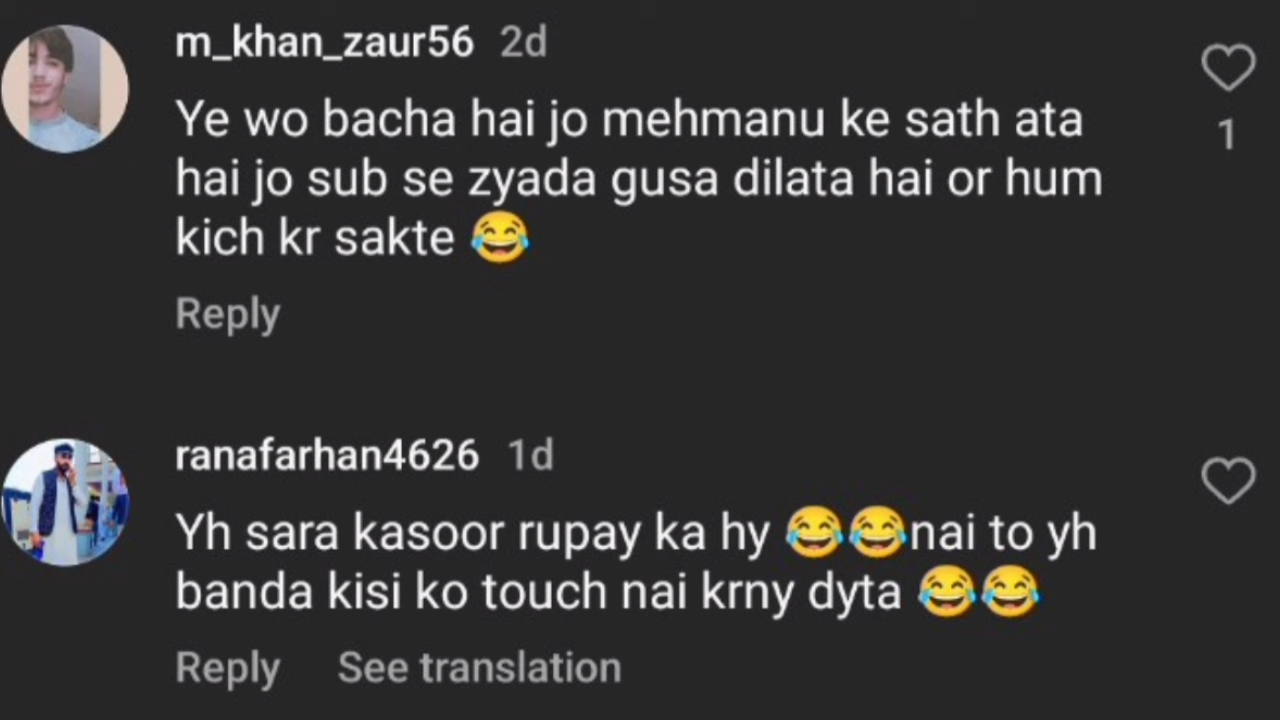 m_khan_zaur56 2d
Ye wo bacha hai jo mehmanu ke sath ata
hai jo sub se zyada gusa dilata hai or hum
kich kr sakte 😂
1
Reply
ranafarhan4626 1d
Yh sara kasoor rupay ka hy 😂😂nai to yh
banda kisi ko touch nai krny dyta 😂😂
Reply See translation